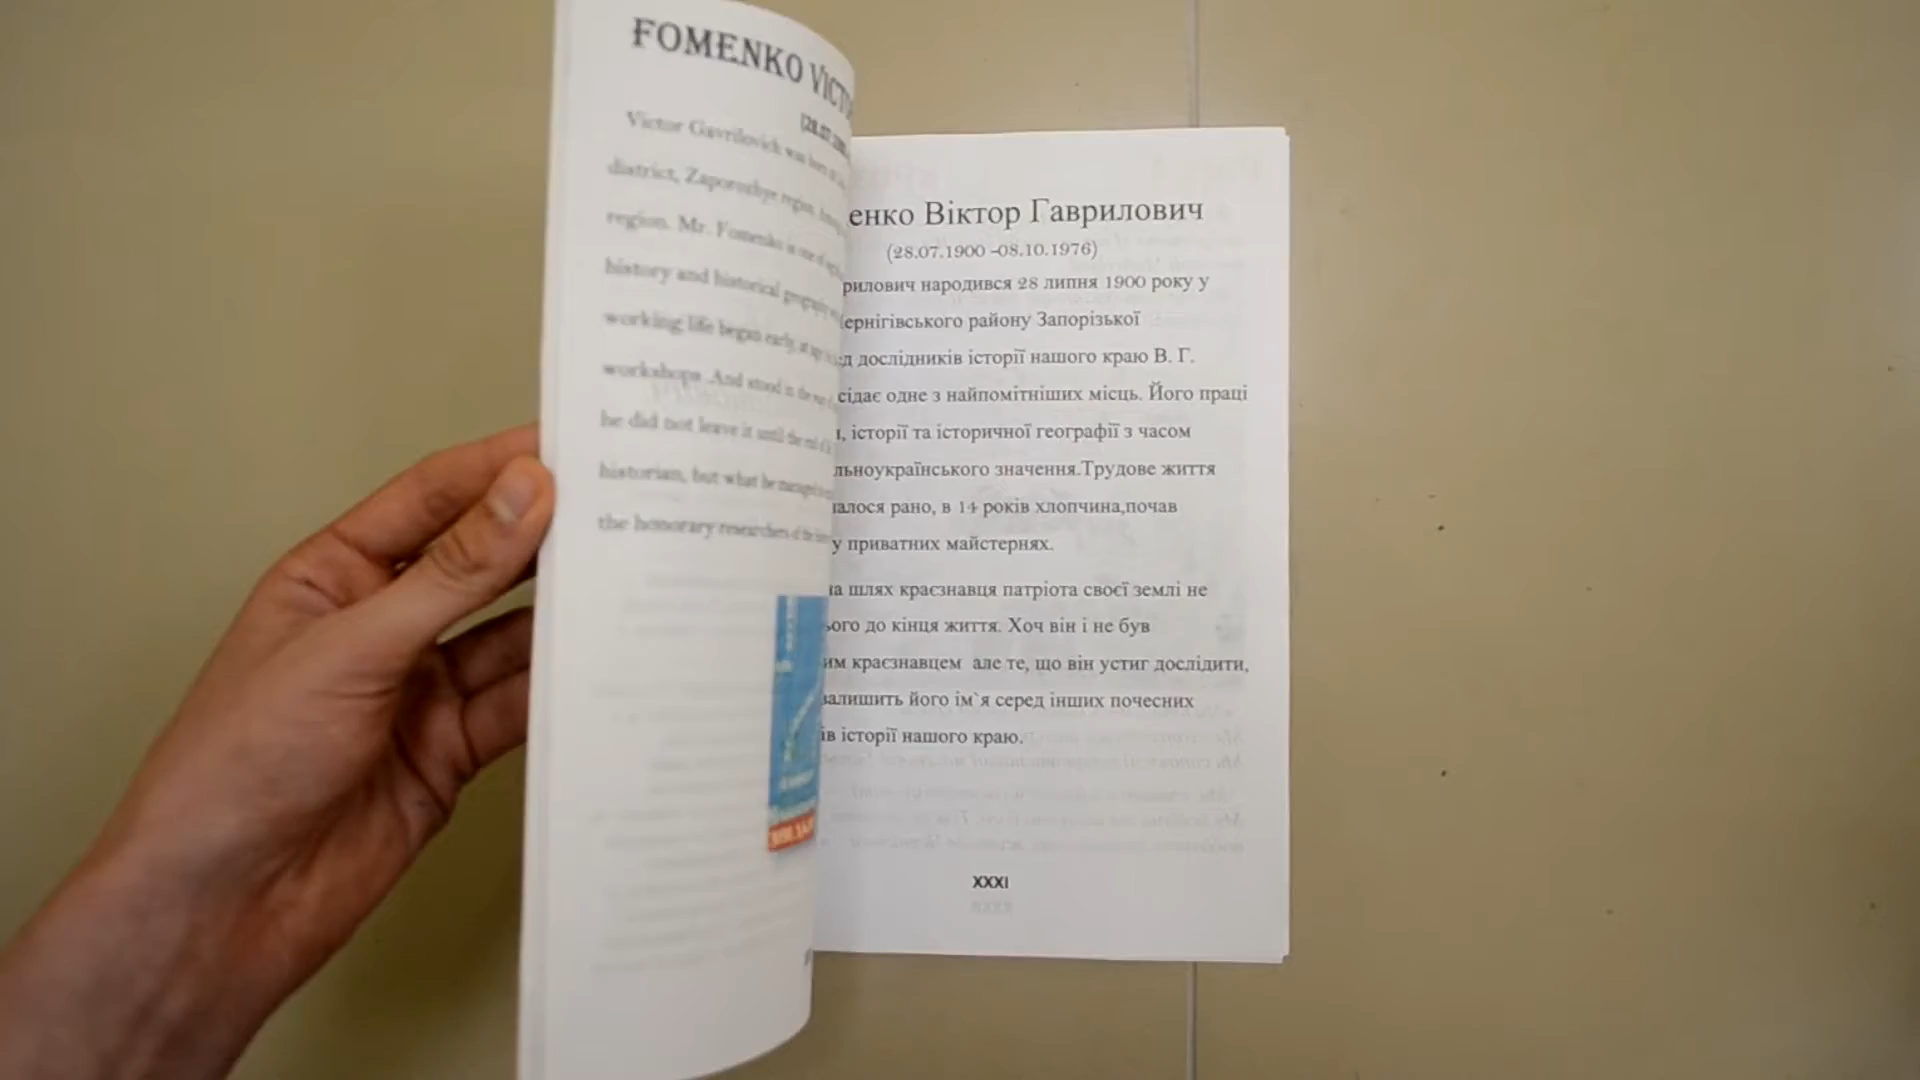 FOMENKO
Victor Gavrilovich was born
district, Zaporozhye region.
region. Mr. Fomenko is one of
history and historical geography
working life began early, at age
workshops .And stood in the way
he did not leave it until the end of
historian, but what he managed
the honorary researchers of the
енко Віктор Гаврилович
(28.07.1900 -08.10.1976)
рилович народився 28 липня 1900 року у
ернігівського району Запорізької
д дослідників історії нашого краю В. Г.
сідає одне з найпомітніших місць. Його праці
, історії та історичної географії з часом
льноукраїнського значення.Трудове життя
алося рано, в 14 років хлопчина,почав
у приватних майстернях.
на шлях краєзнавця патріота своєї землі не
ого до кінця життя. Хоч він і не був
им краєзнавцем але те, що він устиг дослідити,
залишить його ім`я серед інших почесних
ів історії нашого краю.
XXXI